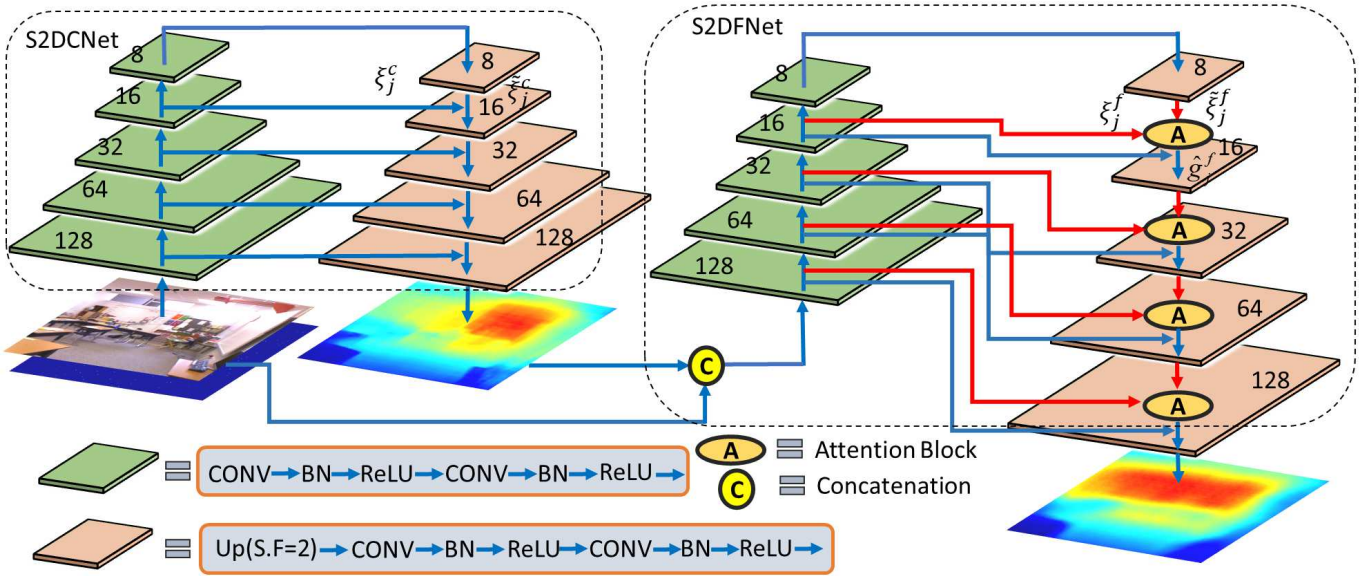 S2DCNet
8
16
32
64
128
ξ_j^c
8
ξ̃_j^c
16
32
64
128
S2DFNet
8
16
32
64
128
ξ_j^f
8
ξ̃_j^f
A
16
ĝ_j^f
A
32
A
64
A
128
C
= CONV BN ReLU CONV BN ReLU
A = Attention Block
C = Concatenation
= Up(S.F=2) CONV BN ReLU CONV BN ReLU